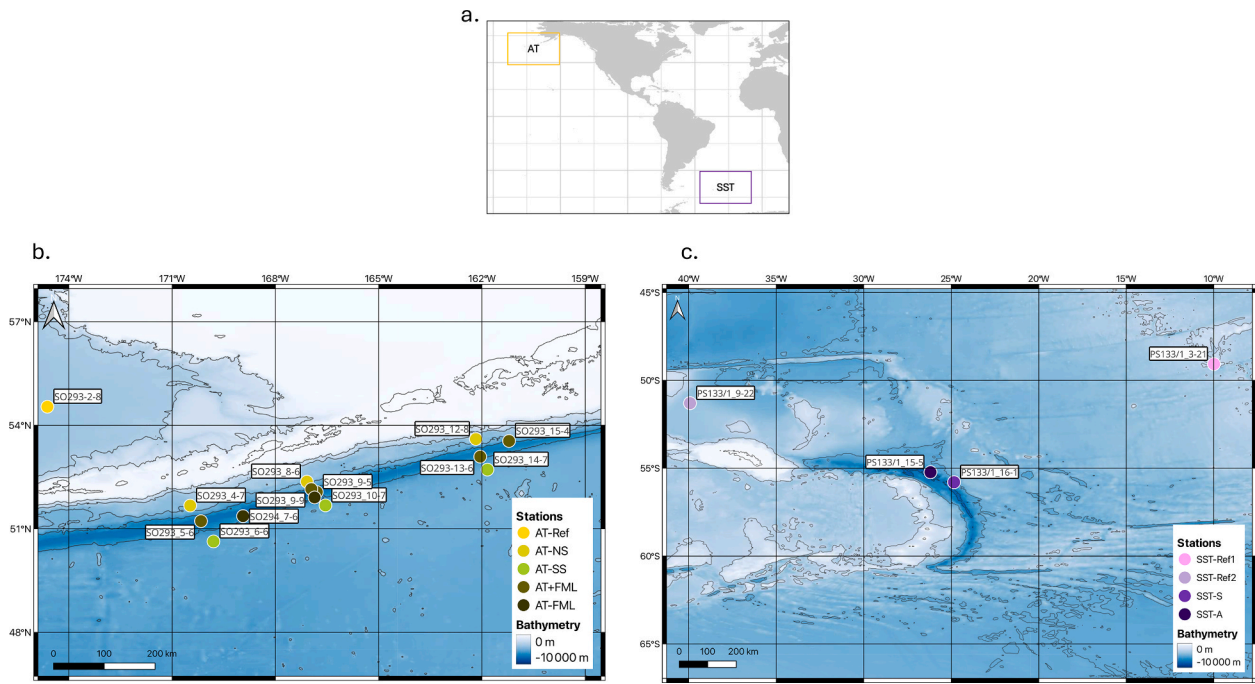 a.
AT
SST
b.
174°W
171°W
168°W
165°W
162°W
159°W
57°N
54°N
51°N
48°N
N
SO293-2-8
SO293_12-8
SO293_15-4
SO293-13-6
SO293_14-7
SO293_8-6
SO293_9-5
SO293_9-9
SO293_10-7
SO293_4-7
SO294_7-6
SO293_5-6
SO293_6-6
Stations
AT-Ref
AT-NS
AT-SS
AT+FML
AT-FML
Bathymetry
0 m
-10 000 m
0 100 200 km
c.
40°W
35°W
30°W
25°W
20°W
15°W
10°W
45°S
50°S
55°S
60°S
65°S
N
PS133/1_3-21
PS133/1_9-22
PS133/1_15-5
PS133/1_16-1
Stations
SST-Ref1
SST-Ref2
SST-S
SST-A
Bathymetry
0 m
-10 000 m
0 100 200 km